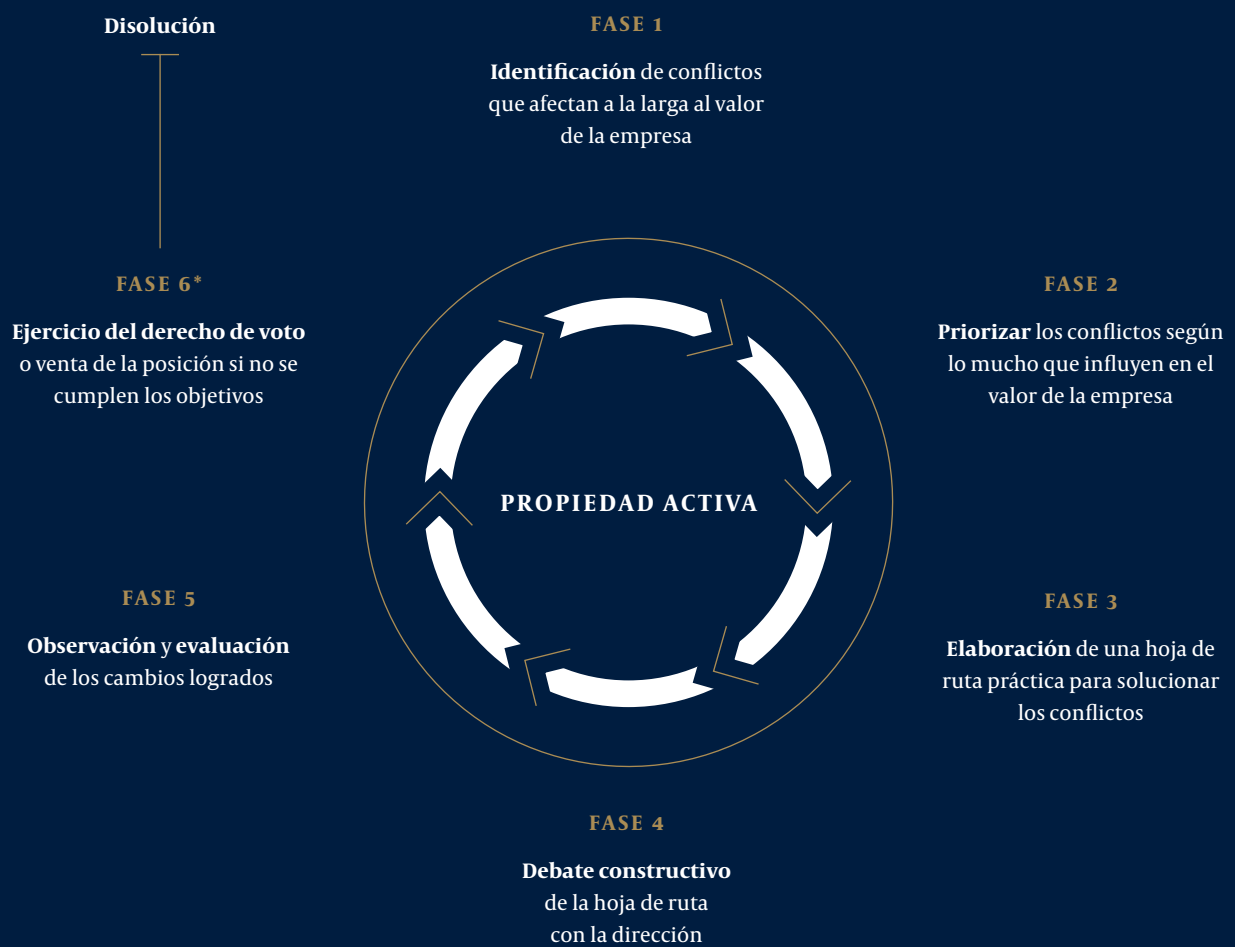 Disolución
FASE 1
Identificación de conflictos
que afectan a la larga al valor
de la empresa
FASE 2
Priorizar los conflictos según
lo mucho que influyen en el
valor de la empresa
FASE 3
Elaboración de una hoja de
ruta práctica para solucionar
los conflictos
FASE 4
Debate constructivo
de la hoja de ruta
con la dirección
FASE 5
Observación y evaluación
de los cambios logrados
FASE 6*
Ejercicio del derecho de voto
o venta de la posición si no se
cumplen los objetivos
PROPIEDAD ACTIVA